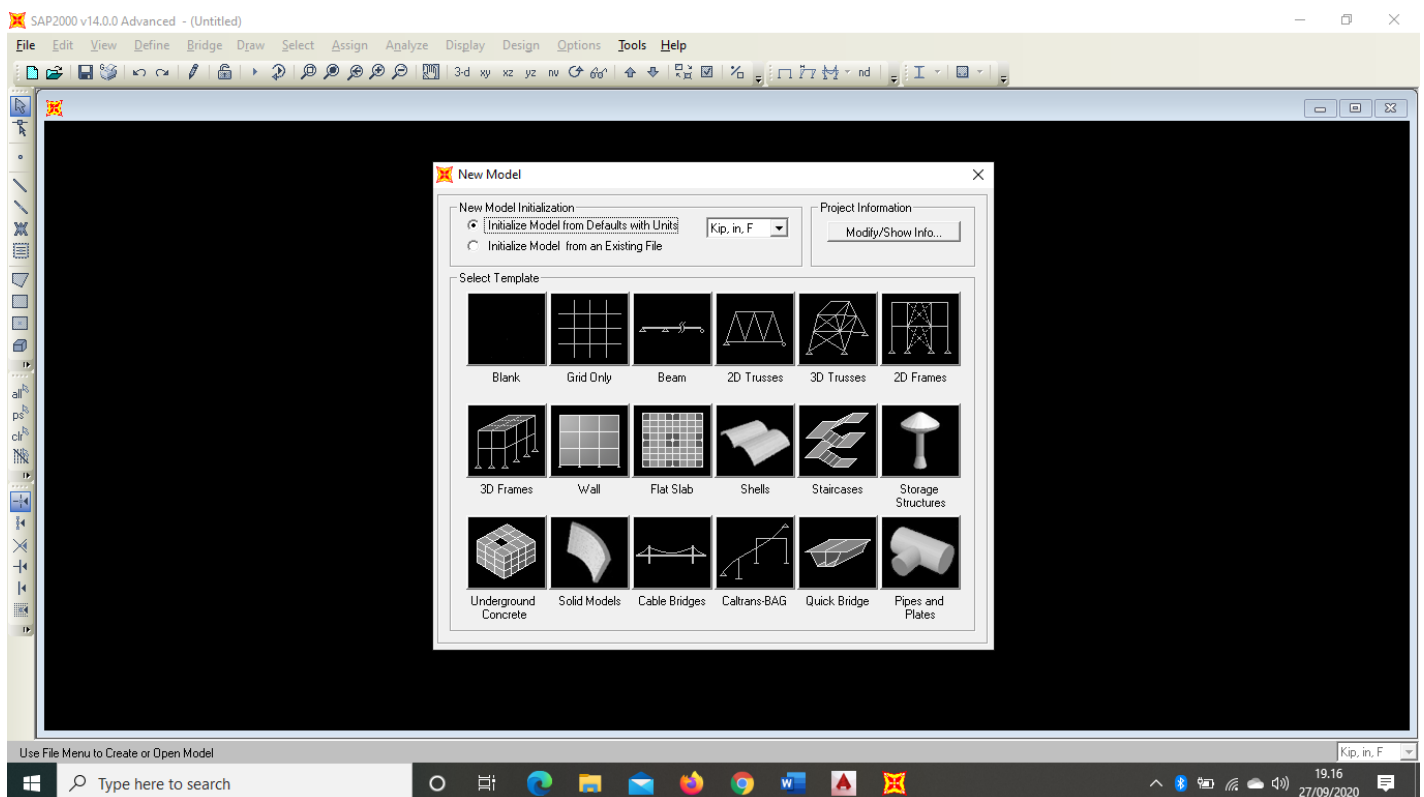 SAP2000 v14.0.0 Advanced - (Untitled)
File Edit View Define Bridge Draw Select Assign Analyze Display Design Options Tools Help
3-d xy xz yz nv nd
New Model
New Model Initialization
Project Information
Initialize Model from Defaults with Units
Kip, in, F
Modify/Show Info...
Initialize Model from an Existing File
Select Template
Blank Grid Only Beam 2D Trusses 3D Trusses 2D Frames
all
ps
clr
3D Frames Wall Flat Slab Shells Staircases Storage
Structures
Underground Solid Models Cable Bridges Caltrans-BAG Quick Bridge Pipes and
Concrete Plates
Use File Menu to Create or Open Model
Kip, in, F
Type here to search
19.16
27/09/2020